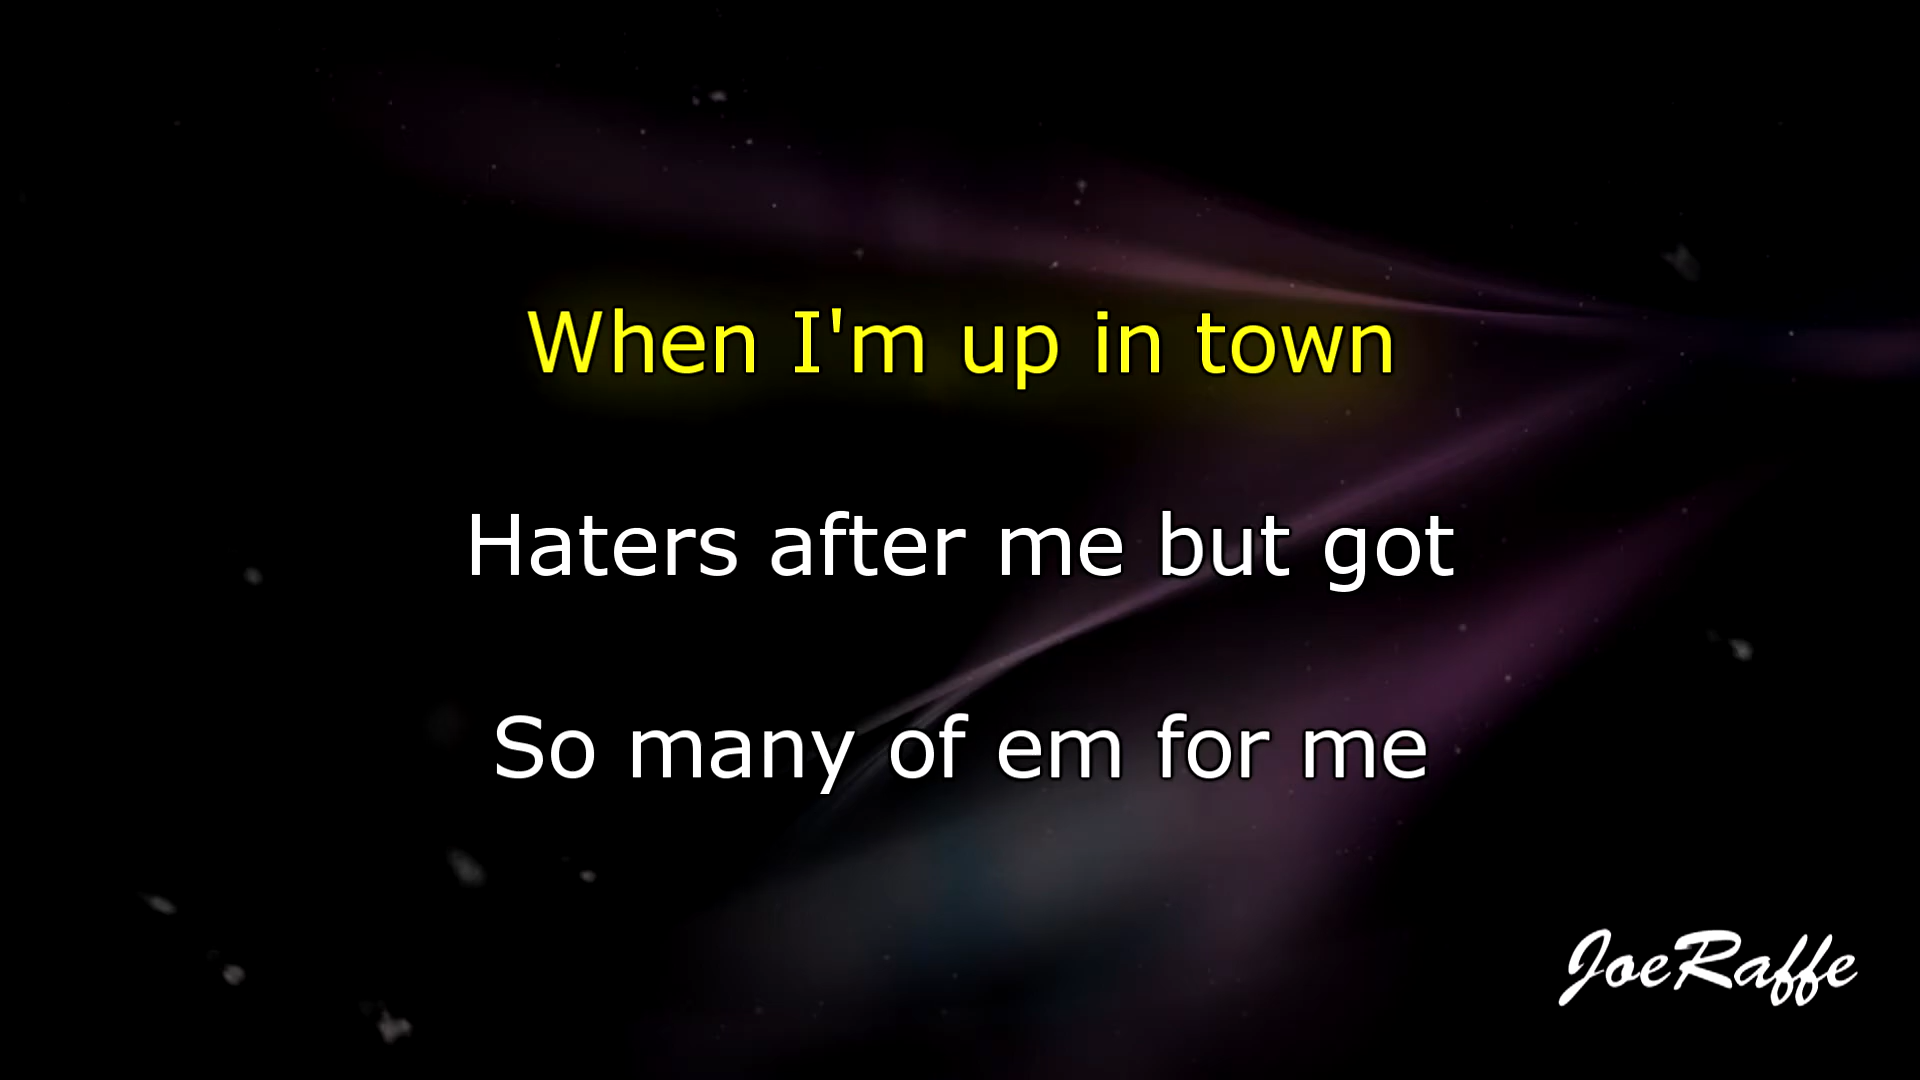 When I'm up in town
Haters after me but got
So many of em for me
JoeRaffe